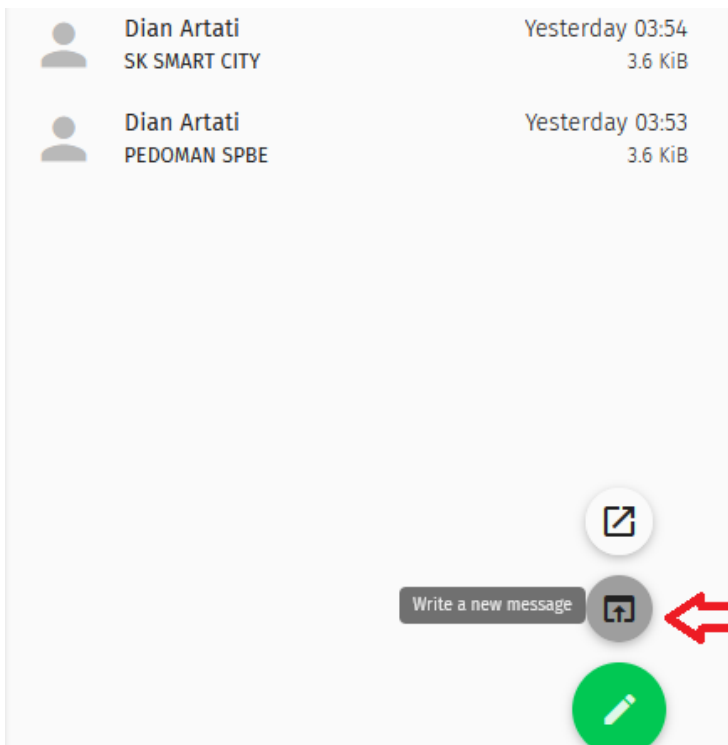 Dian Artati Yesterday 03:54
SK SMART CITY 3.6 KiB
Dian Artati Yesterday 03:53
PEDOMAN SPBE 3.6 KiB
Write a new message